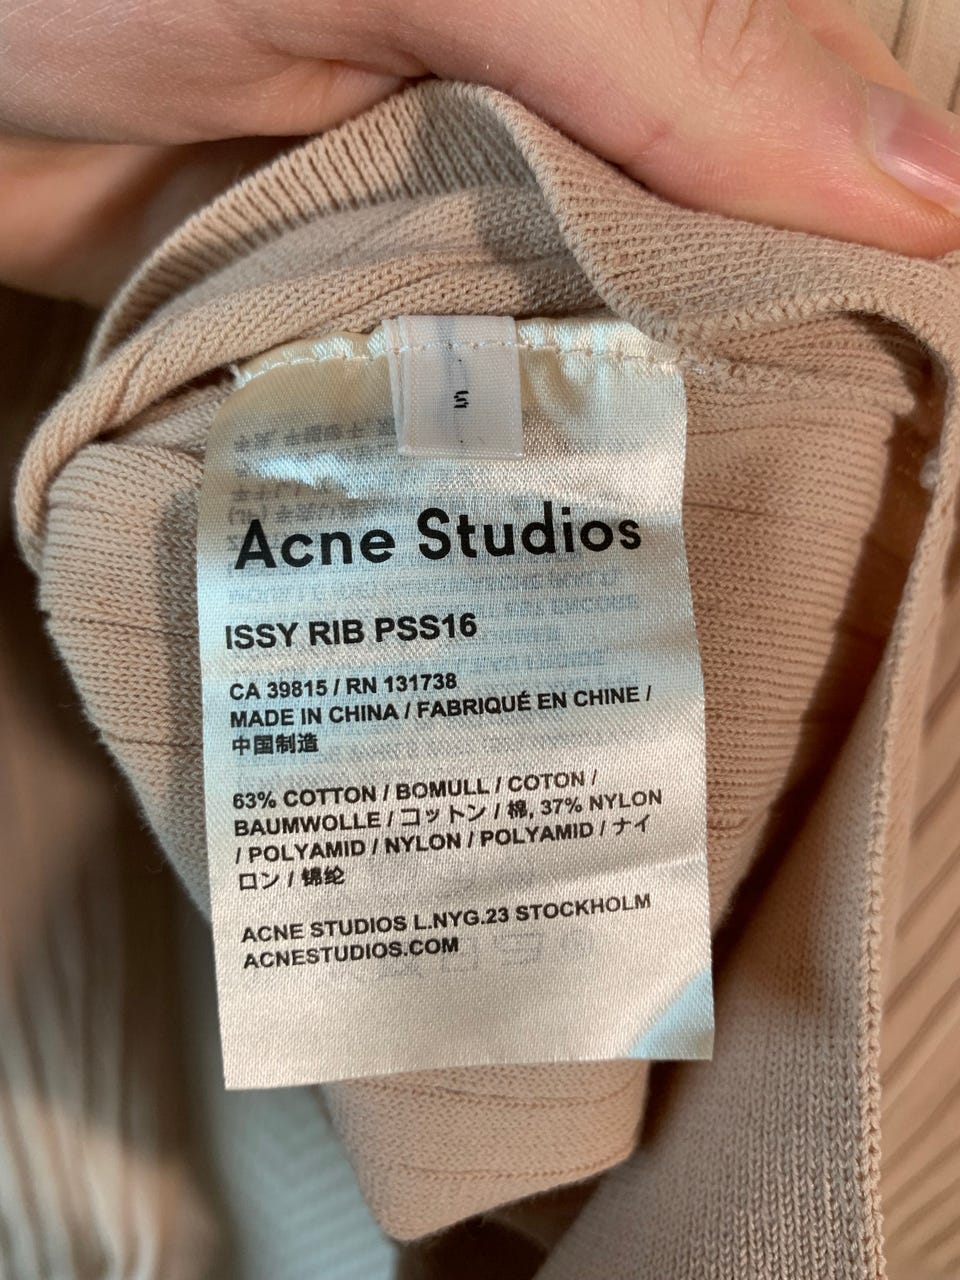 S
Acne Studios
ISSY RIB PSS16
CA 39815 / RN 131738
MADE IN CHINA / FABRIQUÉ EN CHINE /
中国制造
63% COTTON / BOMULL / COTON /
BAUMWOLLE / コットン / 棉, 37% NYLON
/ POLYAMID / NYLON / POLYAMID / ナイ
ロン / 锦纶
ACNE STUDIOS L.NYG.23 STOCKHOLM
ACNESTUDIOS.COM